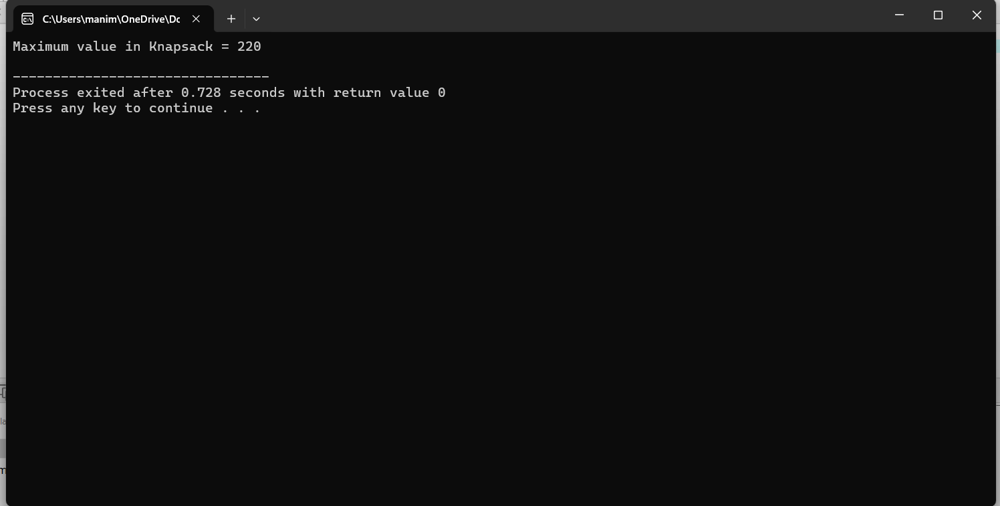 C:\Users\manim\OneDrive\Dc
Maximum value in Knapsack = 220
--------------------------------
Process exited after 0.728 seconds with return value 0
Press any key to continue . . .